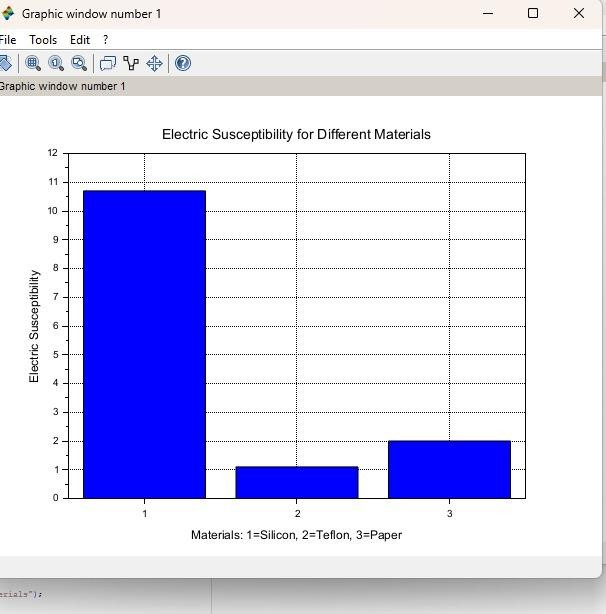 Graphic window number 1
File Tools Edit ?
Graphic window number 1
Electric Susceptibility for Different Materials
12
11
10
9
8
7
6
5
4
3
2
1
0
Electric Susceptibility
1 2 3
Materials: 1=Silicon, 2=Teflon, 3=Paper
erials");